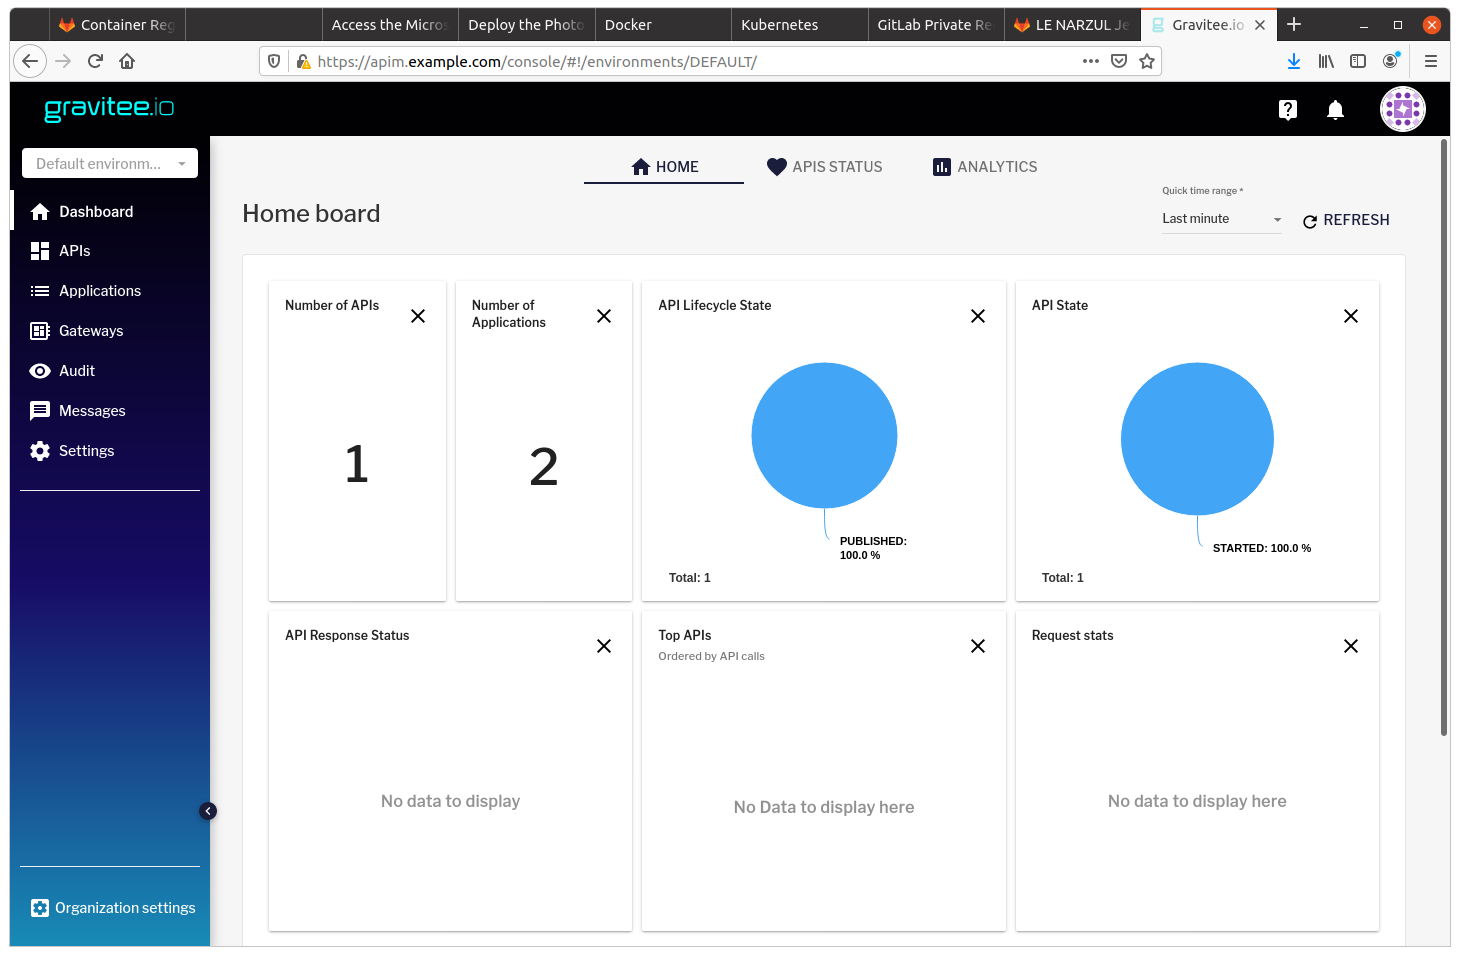 Container Reg
Access the Micros
Deploy the Photo
Docker
Kubernetes
GitLab Private Re
LE NARZUL Je
Gravitee.io
https://apim.example.com/console/#!/environments/DEFAULT/
gravitee.io
Default environm...
Dashboard
APIs
Applications
Gateways
Audit
Messages
Settings
Organization settings
HOME
APIS STATUS
ANALYTICS
Home board
Quick time range *
Last minute
REFRESH
Number of APIs
1
Number of
Applications
2
API Lifecycle State
PUBLISHED:
100.0 %
Total: 1
API State
STARTED: 100.0 %
Total: 1
API Response Status
No data to display
Top APIs
Ordered by API calls
No Data to display here
Request stats
No data to display here